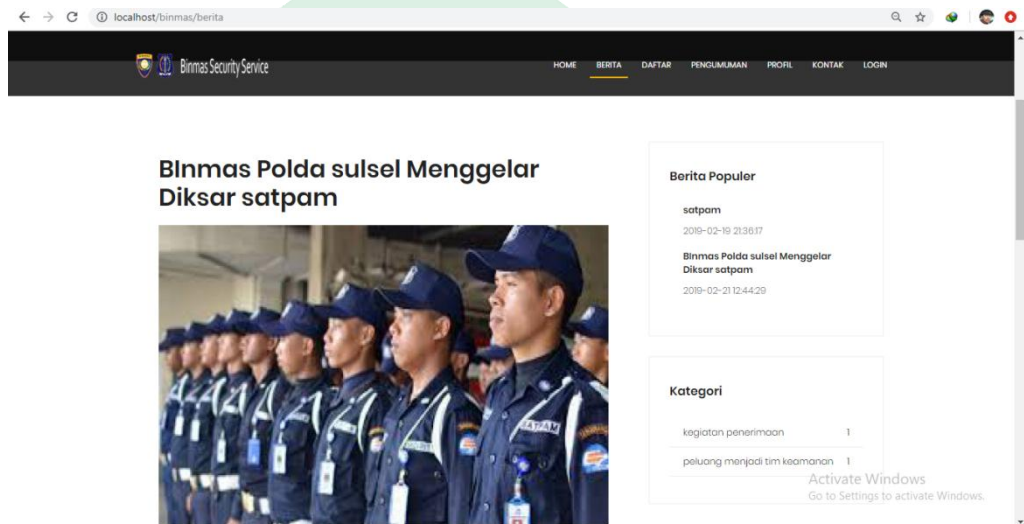 localhost/binmas/berita
Binmas Security Service
HOME BERITA DAFTAR PENGUMUMAN PROFIL KONTAK LOGIN
BInmas Polda sulsel Menggelar
Diksar satpam
SATPAM
Berita Populer
satpam
2019-02-19 21:36:17
BInmas Polda sulsel Menggelar
Diksar satpam
2019-02-21 12:44:29
Kategori
kegiatan penerimaan 1
peluang menjadi tim keamanan 1
Activate Windows
Go to Settings to activate Windows.